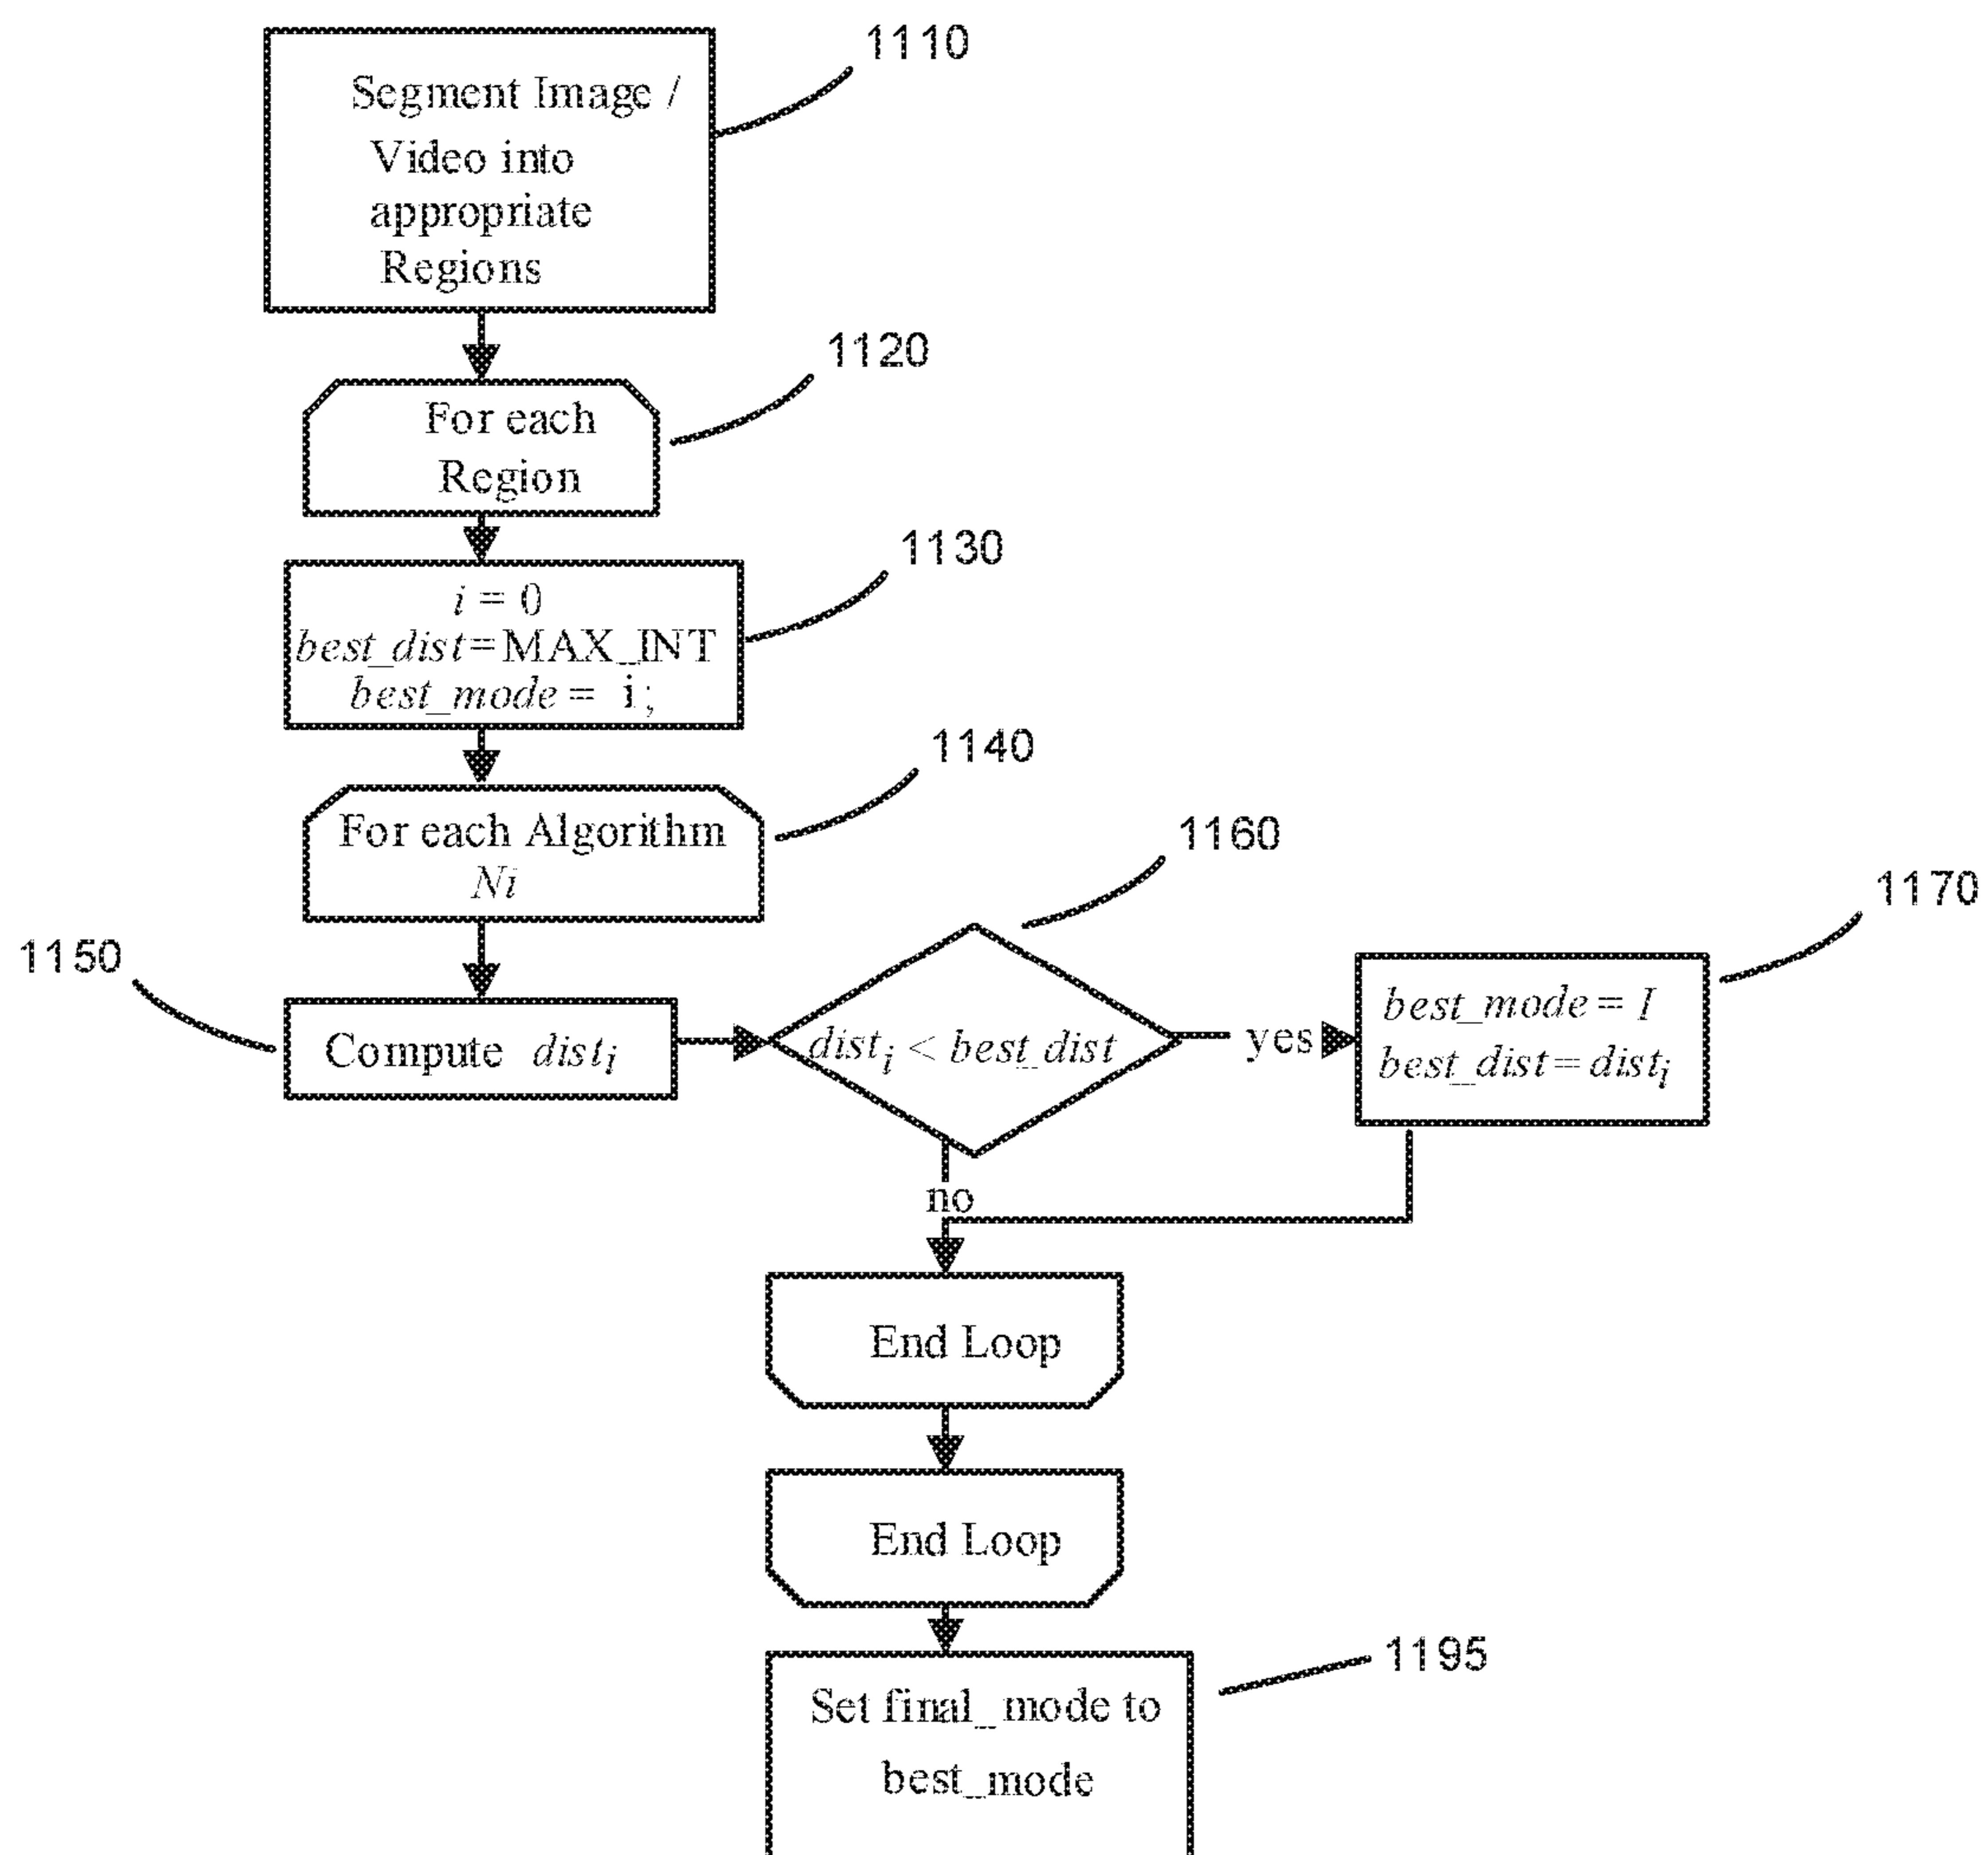 1110
Segment Image /
Video into
appropriate
Regions
1120
For each
Region
1130
i = 0
best_dist=MAX_INT
best_mode = i;
1140
For each Algorithm
Ni
1160
1170
1150
Compute dist_i
dist_i < best_dist
yes
best_mode = I
best_dist = dist_i
no
End Loop
End Loop
1195
Set final_mode to
best_mode